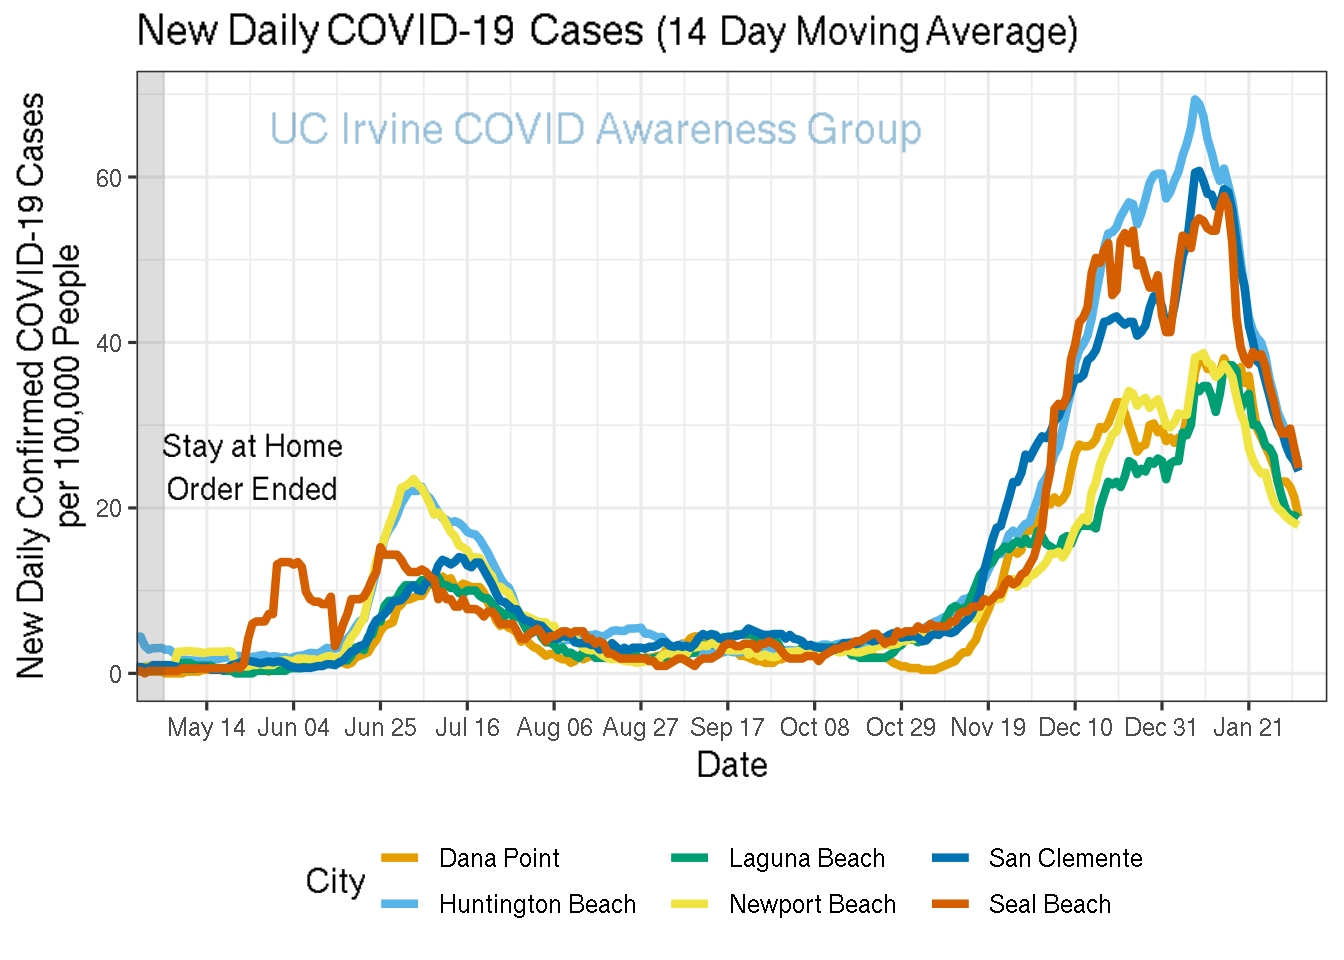 New Daily COVID-19 Cases (14 Day Moving Average)
UC Irvine COVID Awareness Group
New Daily Confirmed COVID-19 Cases
per 100,000 People
60
40
20
0
Stay at Home
Order Ended
May 14 Jun 04 Jun 25 Jul 16 Aug 06 Aug 27 Sep 17 Oct 08 Oct 29 Nov 19 Dec 10 Dec 31 Jan 21
Date
City
Dana Point Laguna Beach San Clemente
Huntington Beach Newport Beach Seal Beach